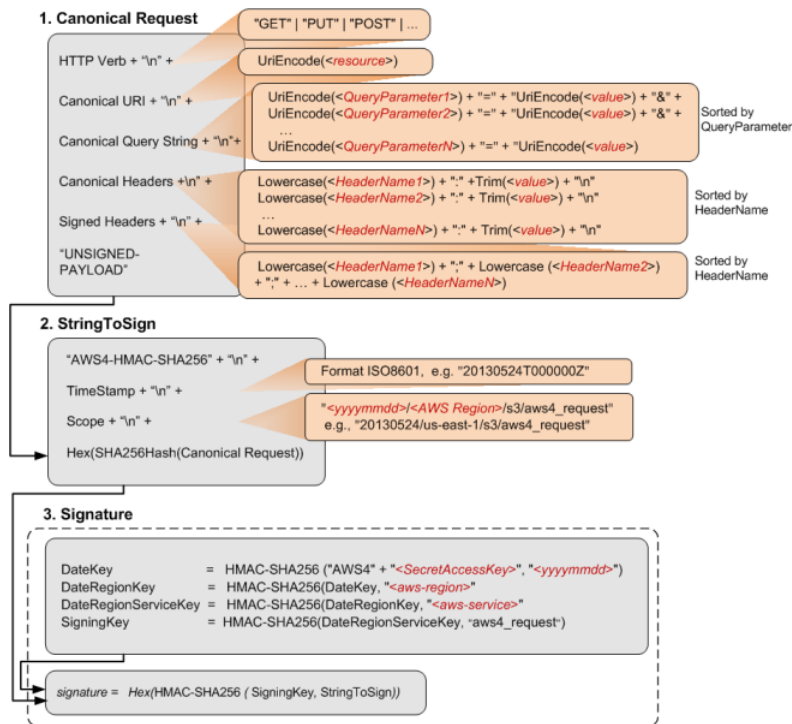 1. Canonical Request
"GET" | "PUT" | "POST" | ...
HTTP Verb + “\n” +
UriEncode(<resource>)
Canonical URI + “\n” +
UriEncode(<QueryParameter1>) + "=" + "UriEncode(<value>) + "&" +
UriEncode(<QueryParameter2>) + "=" + "UriEncode(<value>) + "&" +
...
UriEncode(<QueryParameterN>) + "=" + "UriEncode(<value>)
Sorted by
QueryParameter
Canonical Query String + “\n”+
Canonical Headers +\n” +
Lowercase(<HeaderName1>) + ":" +Trim(<value>) + "\n"
Lowercase(<HeaderName2>) + ":" + Trim(<value>) + "\n"
...
Lowercase(<HeaderNameN>) + ":" + Trim(<value>) + "\n"
Sorted by
HeaderName
Signed Headers + “\n” +
Lowercase(<HeaderName1>) + ";" + Lowercase (<HeaderName2>)
+ ";" + ... + Lowercase (<HeaderNameN>)
Sorted by
HeaderName
“UNSIGNED-
PAYLOAD”
2. StringToSign
“AWS4-HMAC-SHA256” + “\n” +
Format ISO8601, e.g. "20130524T000000Z"
TimeStamp + “\n” +
"<yyyymmdd>/<AWS Region>/s3/aws4_request"
e.g., "20130524/us-east-1/s3/aws4_request"
Scope + “\n” +
Hex(SHA256Hash(Canonical Request))
3. Signature
DateKey = HMAC-SHA256 ("AWS4" + "<SecretAccessKey>", "<yyyymmdd>")
DateRegionKey = HMAC-SHA256(DateKey, "<aws-region>"
DateRegionServiceKey = HMAC-SHA256(DateRegionKey, "<aws-service>"
SigningKey = HMAC-SHA256(DateRegionServiceKey, "aws4_request")
signature = Hex(HMAC-SHA256 ( SigningKey, StringToSign))